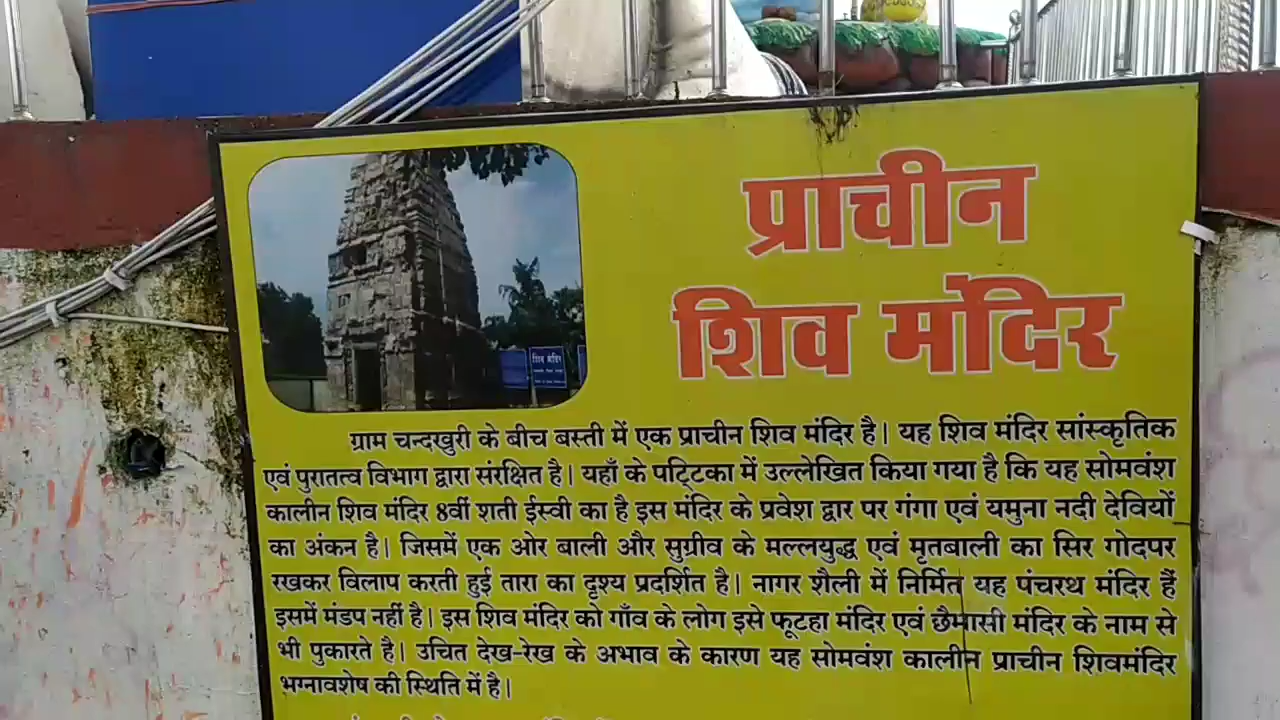 प्राचीन
शिव मंदिर
शिव मंदिर
ग्राम चन्दखुरी के बीच बस्ती में एक प्राचीन शिव मंदिर है। यह शिव मंदिर सांस्कृतिक
एवं पुरातत्व विभाग द्वारा संरक्षित है। यहाँ के पट्टिका में उल्लेखित किया गया है कि यह सोमवंश
कालीन शिव मंदिर 8वीं शती ईस्वी का है इस मंदिर के प्रवेश द्वार पर गंगा एवं यमुना नदी देवियों
का अंकन है। जिसमें एक ओर बाली और सुग्रीव के मल्लयुद्ध एवं मृतबाली का सिर गोदपर
रखकर विलाप करती हुई तारा का दृश्य प्रदर्शित है। नागर शैली में निर्मित यह पंचरथ मंदिर हैं
इसमें मंडप नहीं है। इस शिव मंदिर को गाँव के लोग इसे फूटहा मंदिर एवं छैमासी मंदिर के नाम से
भी पुकारते है। उचित देख-रेख के अभाव के कारण यह सोमवंश कालीन प्राचीन शिवमंदिर
भग्नावशेष की स्थिति में है।